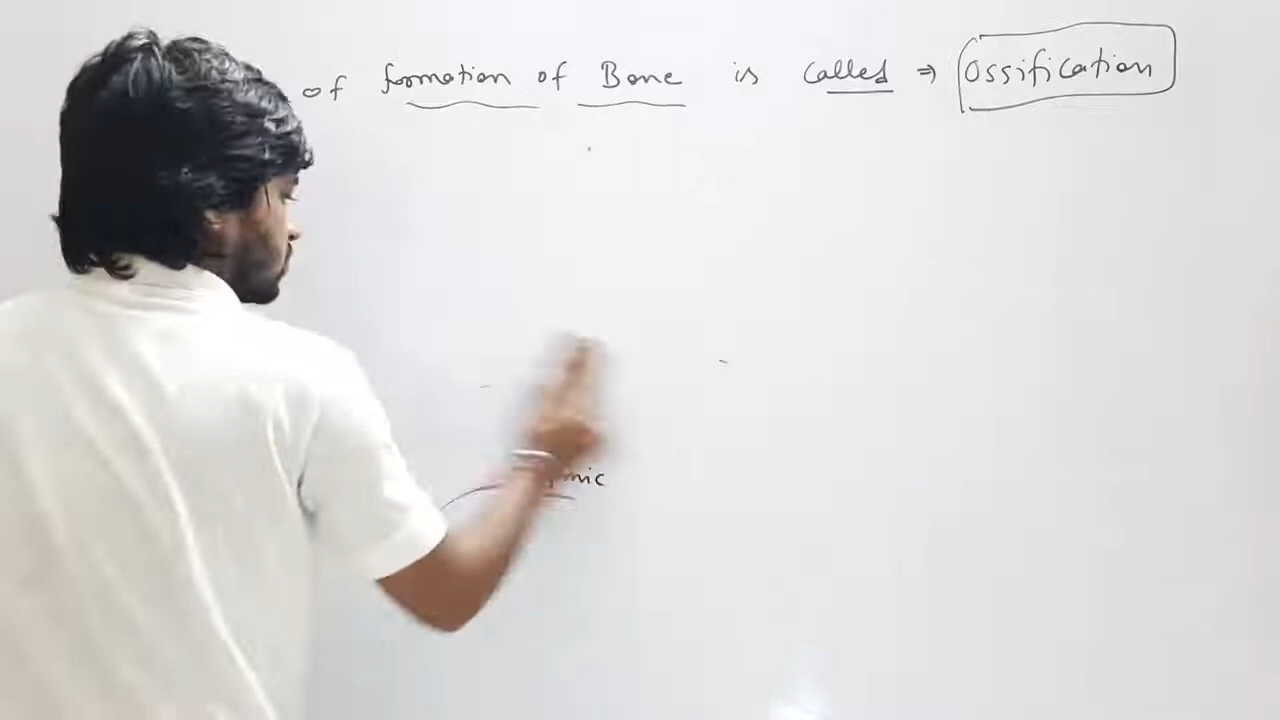 of formation of Bone is Called ⇒ Ossification